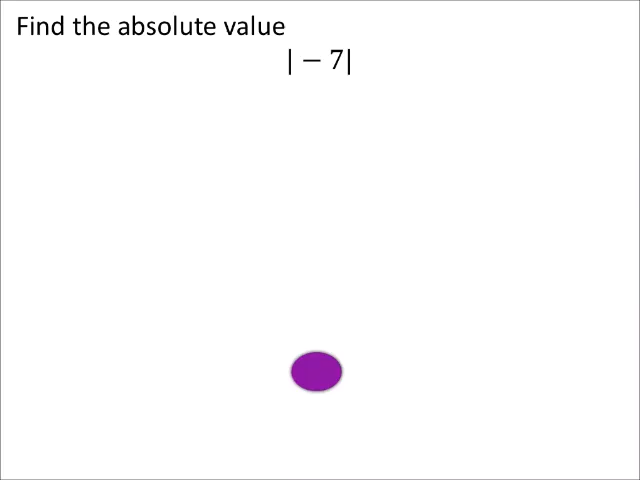 Find the absolute value
| − 7|